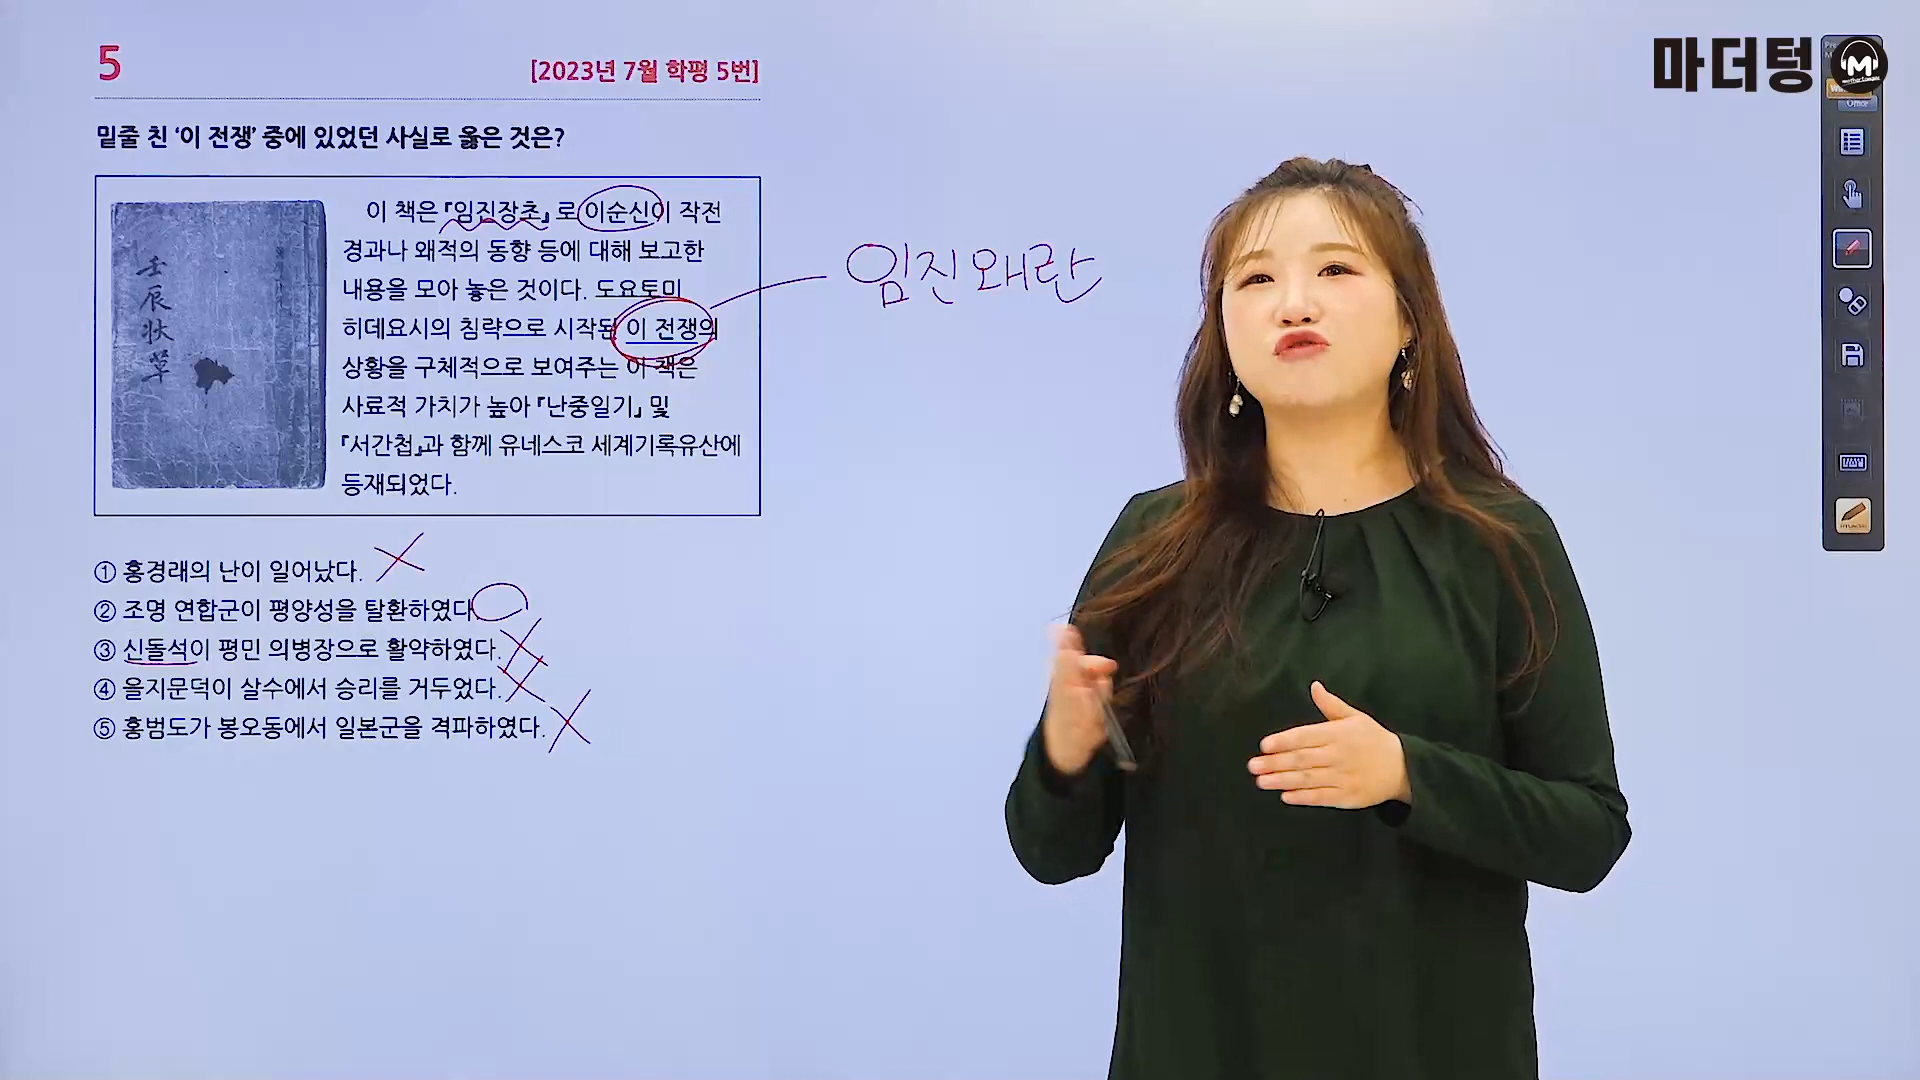 5
[2023년 7월 학평 5번]
밑줄 친 ‘이 전쟁’ 중에 있었던 사실로 옳은 것은?
壬辰狀草
이 책은 『임진장초』로 이순신이 작전
경과나 왜적의 동향 등에 대해 보고한
내용을 모아 놓은 것이다. 도요토미
히데요시의 침략으로 시작된 이 전쟁의
상황을 구체적으로 보여주는 이 책은
사료적 가치가 높아 『난중일기』 및
『서간첩』과 함께 유네스코 세계기록유산에
등재되었다.
임진왜란
① 홍경래의 난이 일어났다.
② 조명 연합군이 평양성을 탈환하였다.
③ 신돌석이 평민 의병장으로 활약하였다.
④ 을지문덕이 살수에서 승리를 거두었다.
⑤ 홍범도가 봉오동에서 일본군을 격파하였다.
마더텅
M
Office